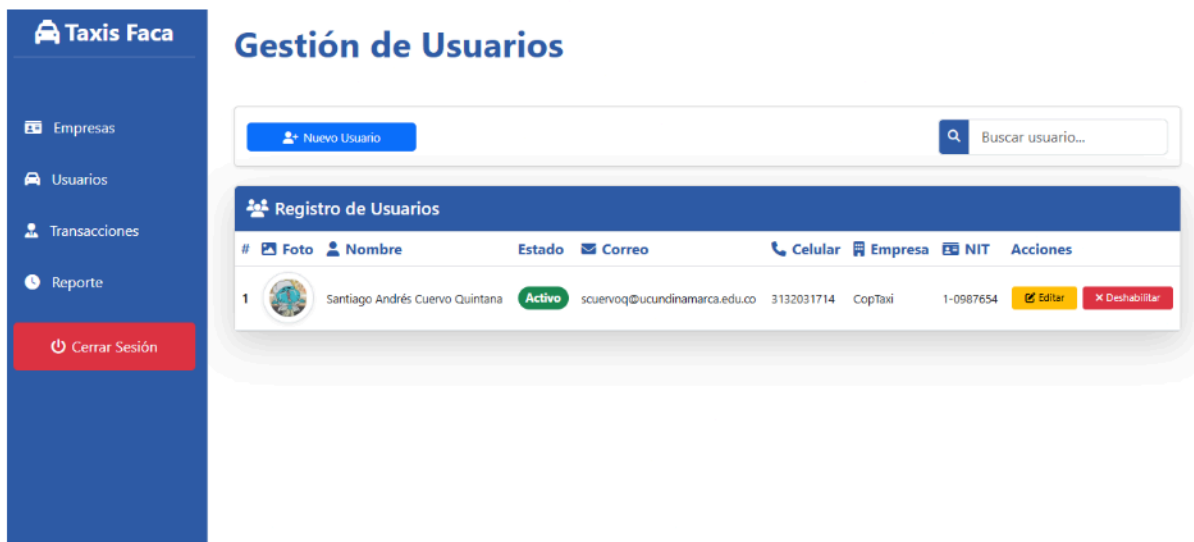 Taxis Faca
Empresas
Usuarios
Transacciones
Reporte
Cerrar Sesión
Gestión de Usuarios
Nuevo Usuario
Buscar usuario...
Registro de Usuarios
# Foto Nombre Estado Correo Celular Empresa NIT Acciones
1 Santiago Andrés Cuervo Quintana Activo scuervoq@ucundinamarca.edu.co 3132031714 CopTaxi 1-0987654 Editar Deshabilitar